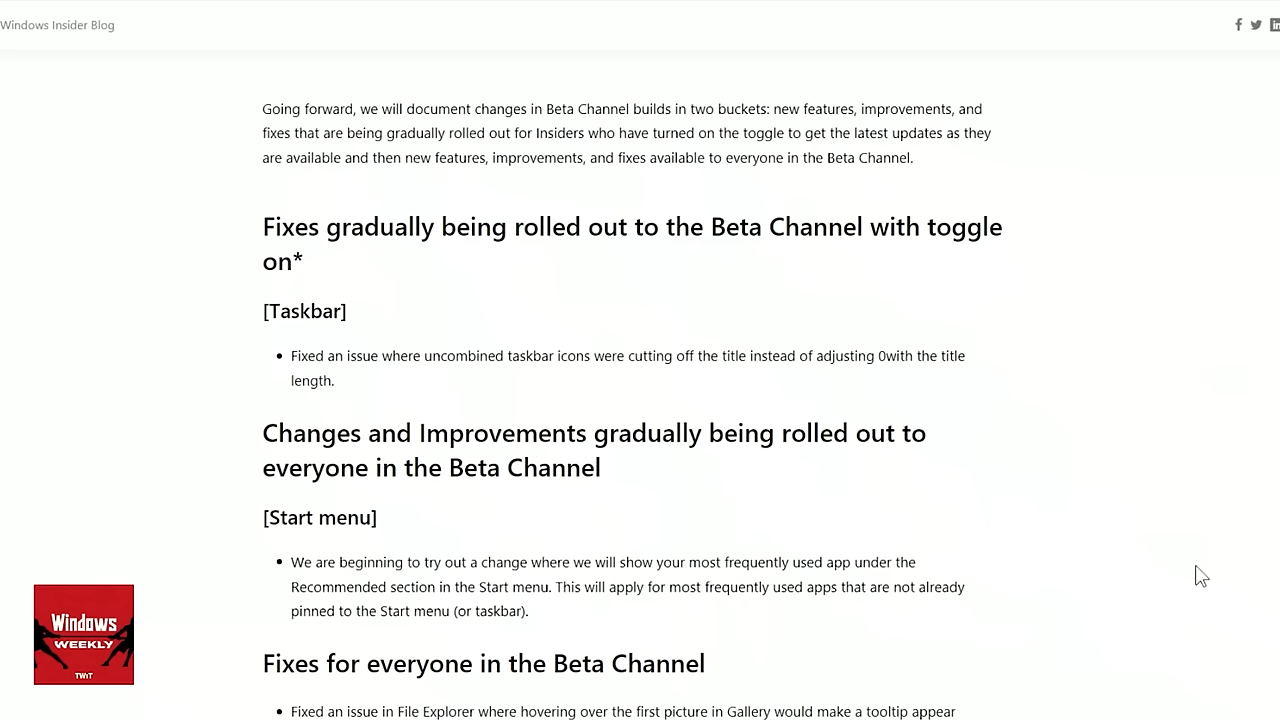 Windows Insider Blog
Going forward, we will document changes in Beta Channel builds in two buckets: new features, improvements, and
fixes that are being gradually rolled out for Insiders who have turned on the toggle to get the latest updates as they
are available and then new features, improvements, and fixes available to everyone in the Beta Channel.
Fixes gradually being rolled out to the Beta Channel with toggle
on*
[Taskbar]
• Fixed an issue where uncombined taskbar icons were cutting off the title instead of adjusting 0with the title
length.
Changes and Improvements gradually being rolled out to
everyone in the Beta Channel
[Start menu]
• We are beginning to try out a change where we will show your most frequently used app under the
Recommended section in the Start menu. This will apply for most frequently used apps that are not already
pinned to the Start menu (or taskbar).
Fixes for everyone in the Beta Channel
• Fixed an issue in File Explorer where hovering over the first picture in Gallery would make a tooltip appear
Windows
WEEKLY
TWiT